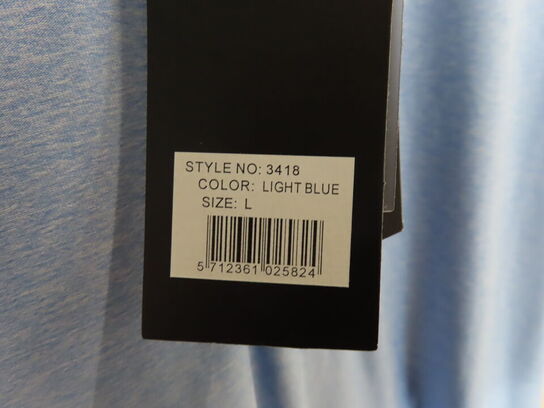 STYLE NO: 3418
COLOR: LIGHT BLUE
SIZE: L
5 712361 025824